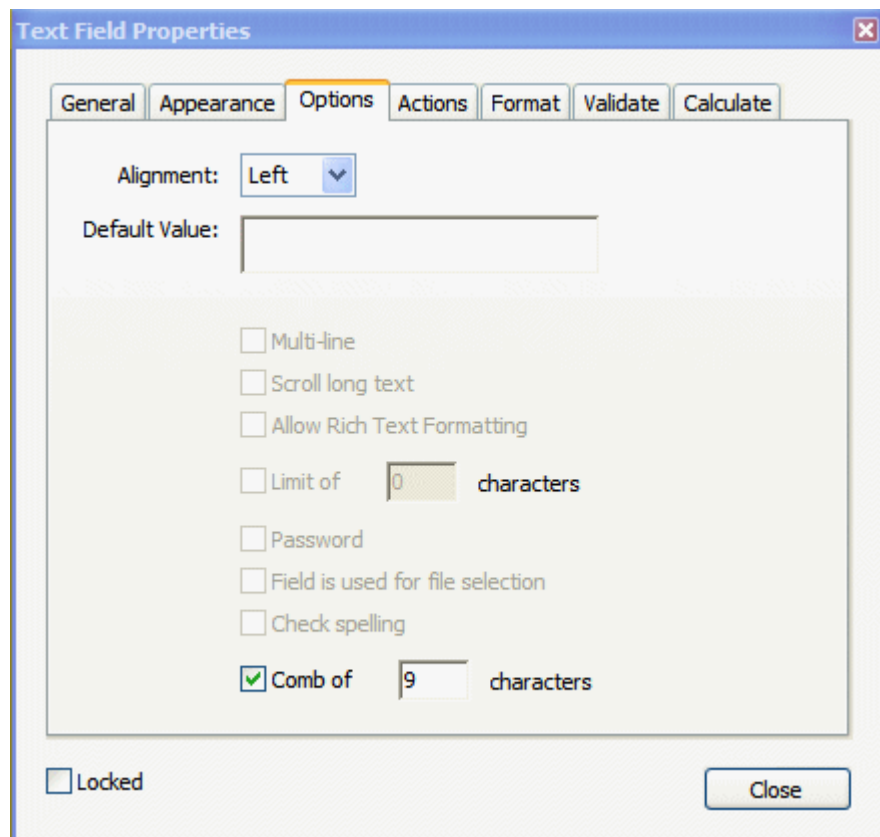 Text Field Properties
General Appearance Options Actions Format Validate Calculate
Alignment: Left
Default Value:
Multi-line
Scroll long text
Allow Rich Text Formatting
Limit of 0 characters
Password
Field is used for file selection
Check spelling
Comb of 9 characters
Locked
Close